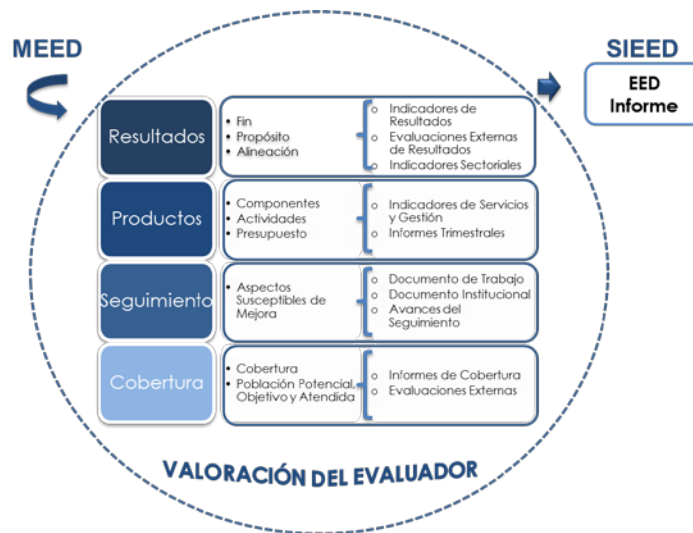 MEED
SIEED
EED
Informe
Resultados
• Fin
• Propósito
• Alineación
o Indicadores de
Resultados
o Evaluaciones Externas
de Resultados
o Indicadores Sectoriales
Productos
• Componentes
• Actividades
• Presupuesto
o Indicadores de Servicios
y Gestión
o Informes Trimestrales
Seguimiento
• Aspectos
Susceptibles de
Mejora
o Documento de Trabajo
o Documento Institucional
o Avances del
Seguimiento
Cobertura
• Cobertura
• Población Potencial,
Objetivo y Atendida
o Informes de Cobertura
o Evaluaciones Externas
VALORACIÓN DEL EVALUADOR